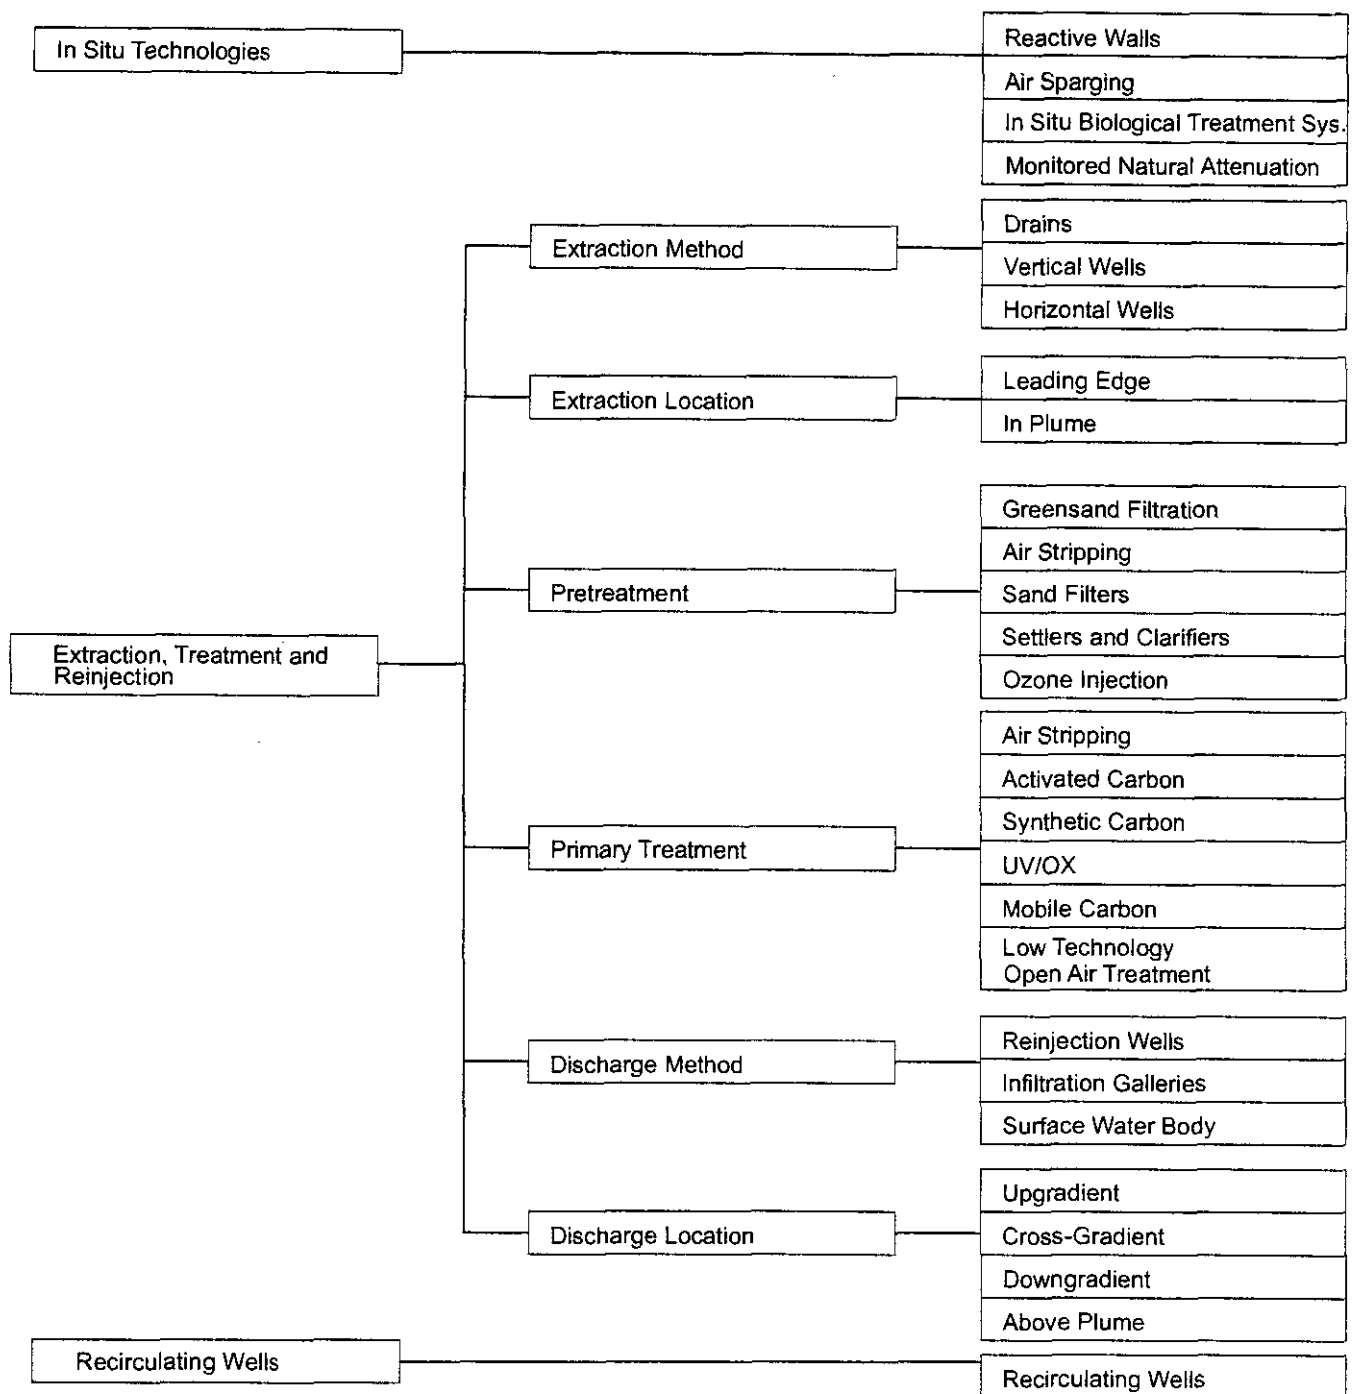 In Situ Technologies
Reactive Walls
Air Sparging
In Situ Biological Treatment Sys.
Monitored Natural Attenuation
Extraction Method
Drains
Vertical Wells
Horizontal Wells
Extraction Location
Leading Edge
In Plume
Pretreatment
Greensand Filtration
Air Stripping
Sand Filters
Settlers and Clarifiers
Ozone Injection
Extraction, Treatment and
Reinjection
Primary Treatment
Air Stripping
Activated Carbon
Synthetic Carbon
UV/OX
Mobile Carbon
Low Technology
Open Air Treatment
Discharge Method
Reinjection Wells
Infiltration Galleries
Surface Water Body
Discharge Location
Upgradient
Cross-Gradient
Downgradient
Above Plume
Recirculating Wells
Recirculating Wells